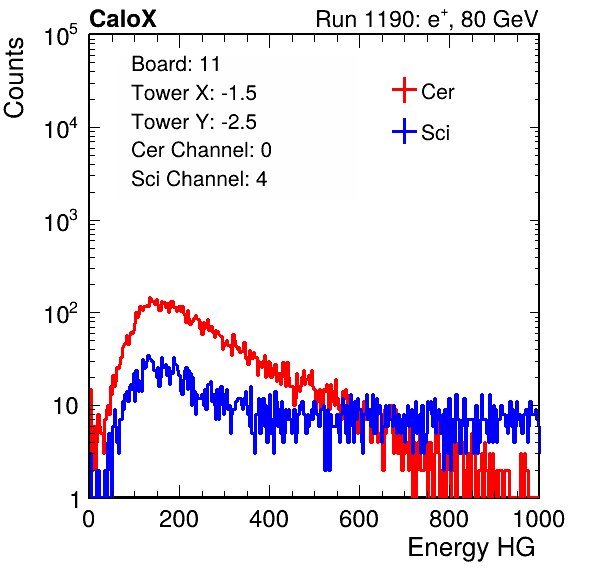 CaloX Run 1190: e⁺, 80 GeV
Counts
Board: 11
Tower X: -1.5
Tower Y: -2.5
Cer Channel: 0
Sci Channel: 4
Cer
Sci
10⁵
10⁴
10³
10²
10
1
0 200 400 600 800 1000
Energy HG